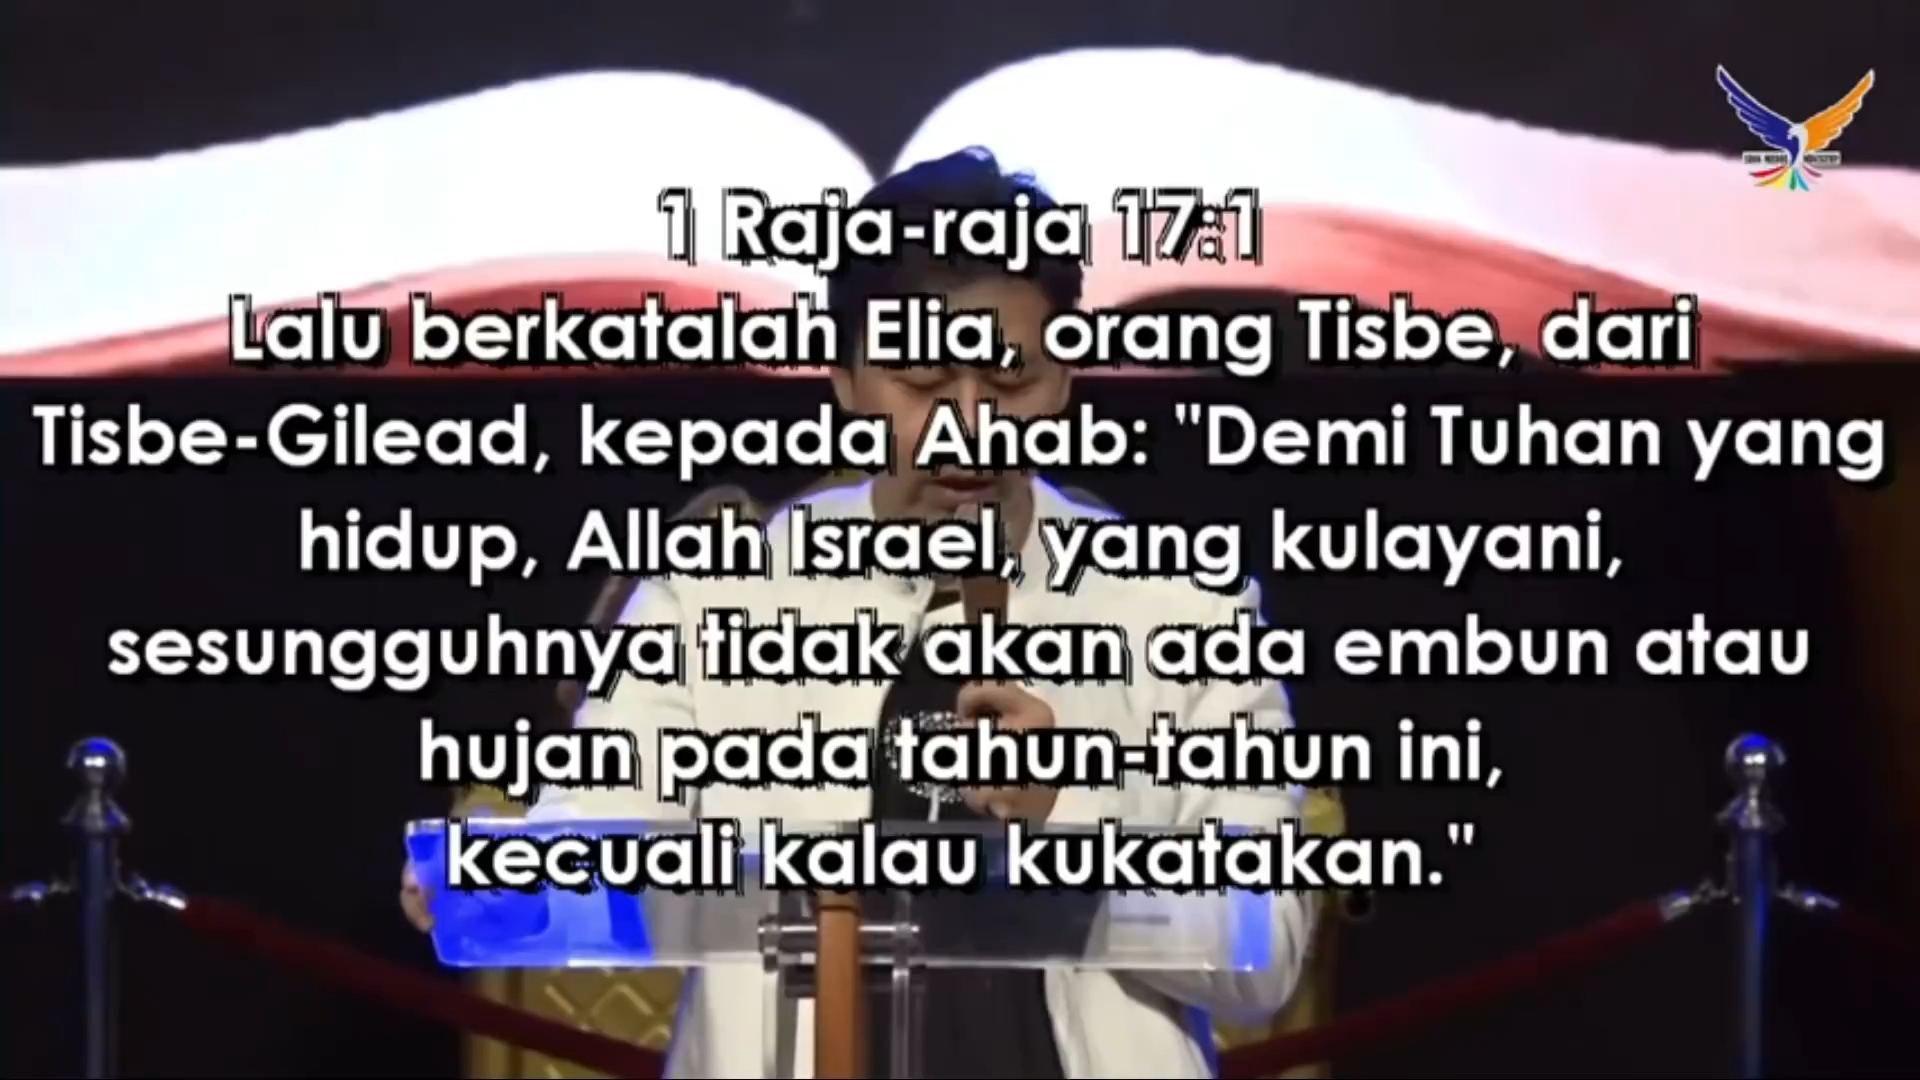 1 Raja-raja 17:1
Lalu berkatalah Elia, orang Tisbe, dari
Tisbe-Gilead, kepada Ahab: "Demi Tuhan yang
hidup, Allah Israel, yang kulayani,
sesungguhnya tidak akan ada embun atau
hujan pada tahun-tahun ini,
kecuali kalau kukatakan."